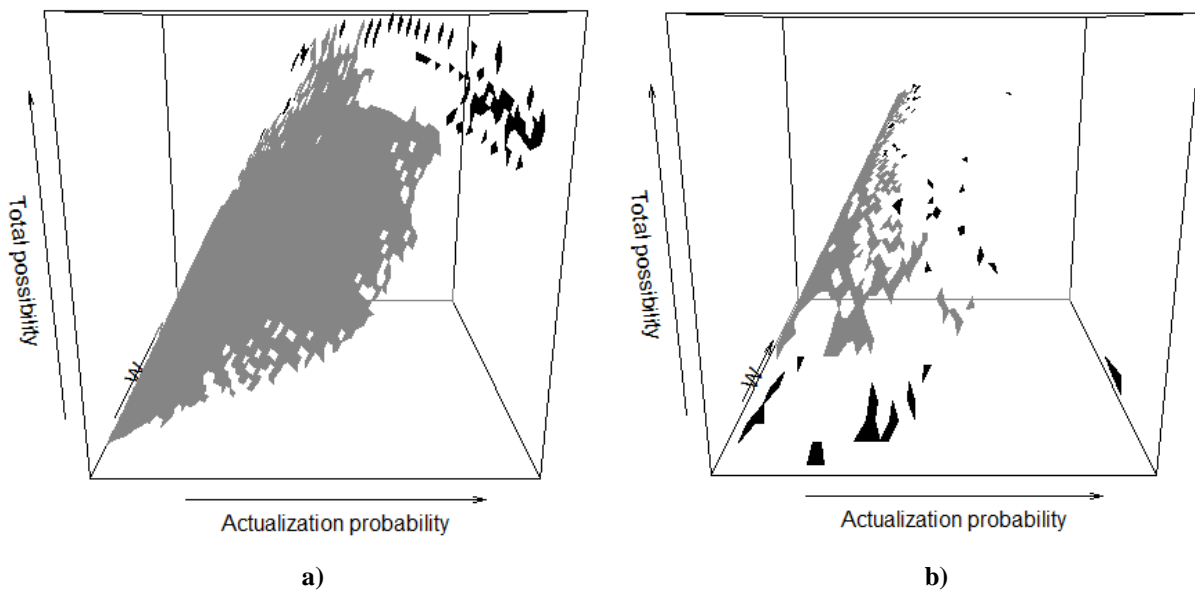 Total possibility
W
Actualization probability
a)
Total possibility
W
Actualization probability
b)